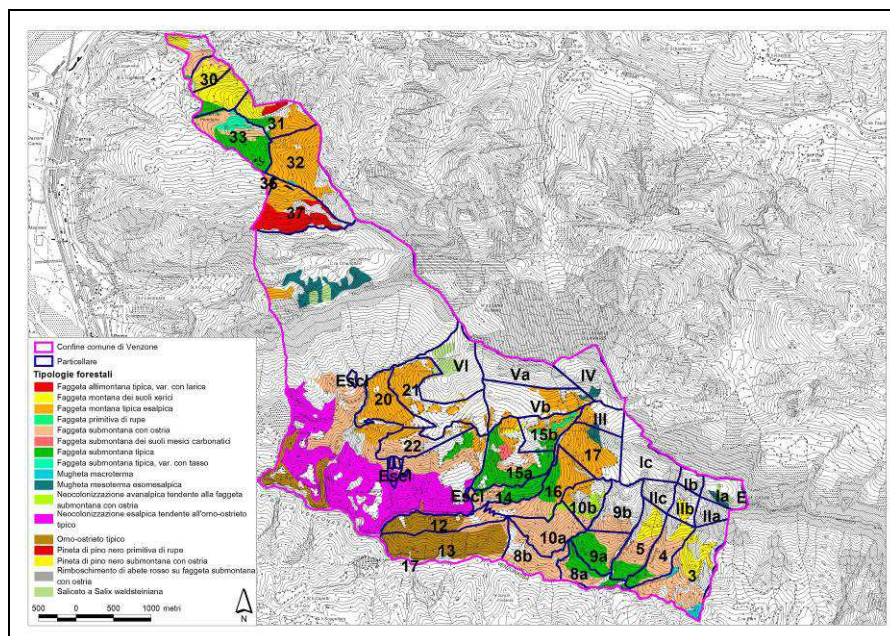 30
31
33
32
36
37
VI
Va
IV
Escl
20
21
Vb
III
22
15b
17
Escl
15a
Ic
Escl
14
16
10b
9b
IIc
Ib
Ia
E
IIb
IIa
12
13
10a
5
4
3
8b
9a
8a
17
Confine comune di Venzone
Particellare
Tipologie forestali
Faggeta altimontana tipica, var. con larice
Faggeta montana dei suoli xerici
Faggeta montana tipica esalpica
Faggeta primitiva di rupe
Faggeta submontana con ostria
Faggeta submontana dei suoli mesici carbonatici
Faggeta submontana tipica
Faggeta submontana tipica, var. con tasso
Mugheta macroterma
Mugheta mesoterma esomesalpica
Neocolonizzazione avanalpica tendente alla faggeta
submontana con ostria
Neocolonizzazione esalpica tendente all'orno-ostrieto
tipico
Orno-ostrieto tipico
Pineta di pino nero primitiva di rupe
Pineta di pino nero submontana con ostria
Rimboschimento di abete rosso su faggeta submontana
con ostria
Saliceto a Salix waldsteiniana
500 0 500 1000 metri
N